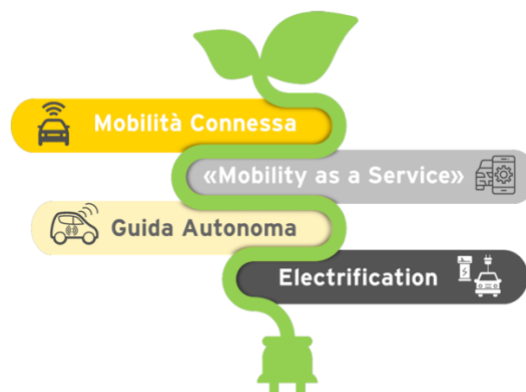 Mobilità Connessa
«Mobility as a Service»
Guida Autonoma
Electrification